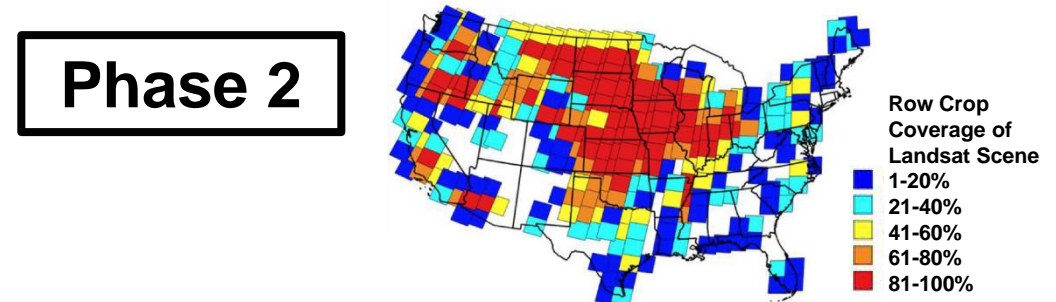 Phase 2
Row Crop
Coverage of
Landsat Scene
1-20%
21-40%
41-60%
61-80%
81-100%